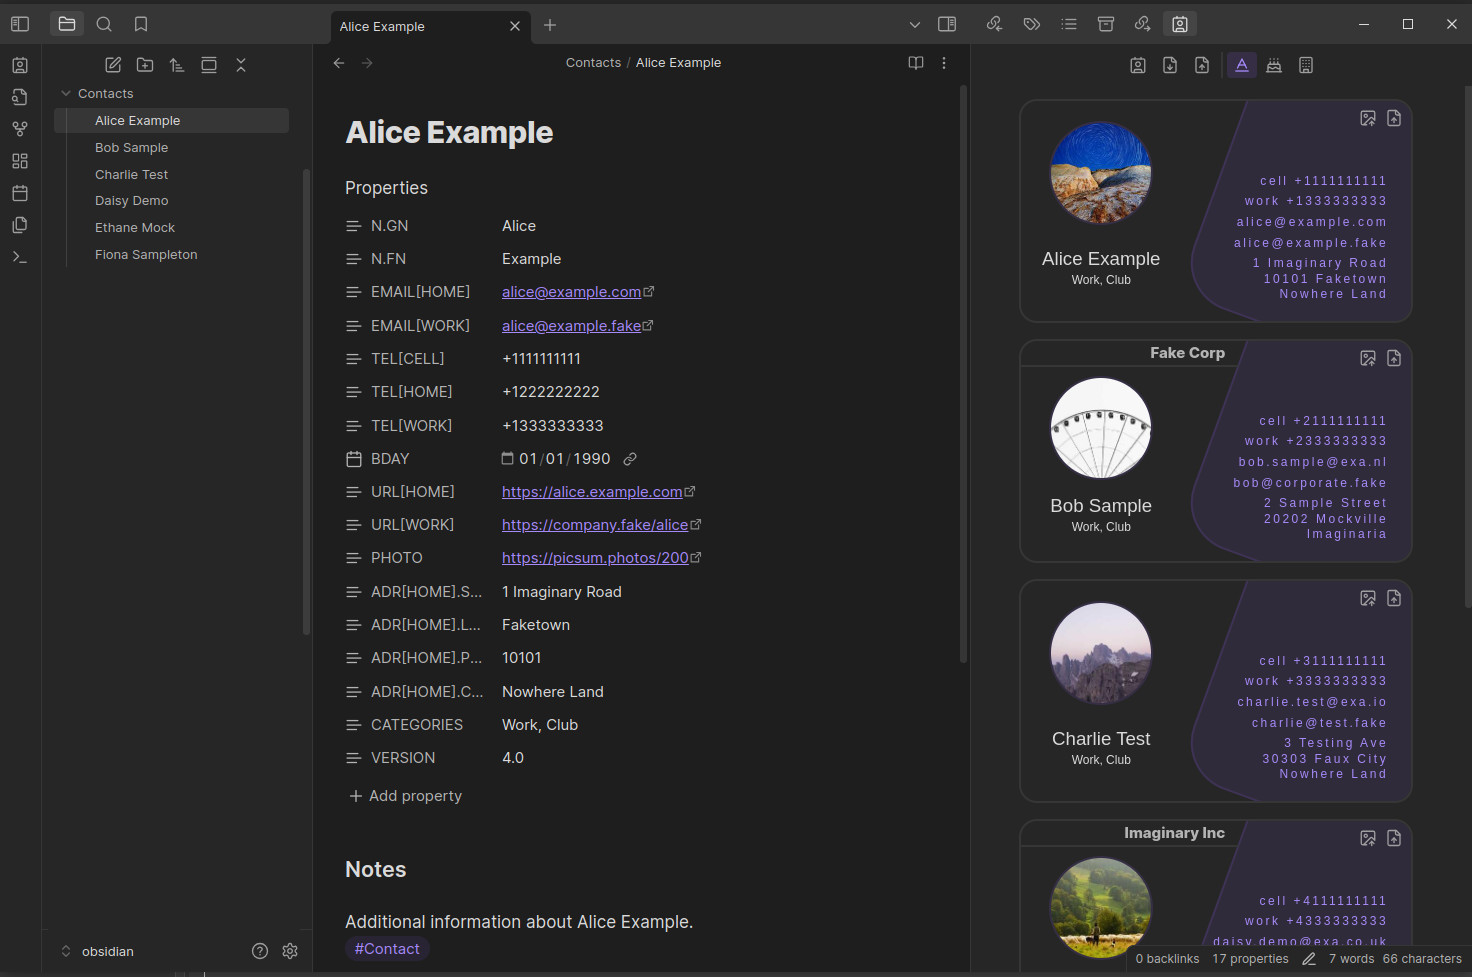 Alice Example
Contacts
Alice Example
Bob Sample
Charlie Test
Daisy Demo
Ethane Mock
Fiona Sampleton
obsidian
Contacts / Alice Example
Alice Example
Properties
N.GN Alice
N.FN Example
EMAIL[HOME] alice@example.com
EMAIL[WORK] alice@example.fake
TEL[CELL] +1111111111
TEL[HOME] +1222222222
TEL[WORK] +1333333333
BDAY 01/01/1990
URL[HOME] https://alice.example.com
URL[WORK] https://company.fake/alice
PHOTO https://picsum.photos/200
ADR[HOME].S... 1 Imaginary Road
ADR[HOME].L... Faketown
ADR[HOME].P... 10101
ADR[HOME].C... Nowhere Land
CATEGORIES Work, Club
VERSION 4.0
Add property
Notes
Additional information about Alice Example.
#Contact
Alice Example
Work, Club
cell +1111111111
work +1333333333
alice@example.com
alice@example.fake
1 Imaginary Road
10101 Faketown
Nowhere Land
Fake Corp
Bob Sample
Work, Club
cell +2111111111
work +2333333333
bob.sample@exa.nl
bob@corporate.fake
2 Sample Street
20202 Mockville
Imaginaria
Charlie Test
Work, Club
cell +3111111111
work +3333333333
charlie.test@exa.io
charlie@test.fake
3 Testing Ave
30303 Faux City
Nowhere Land
Imaginary Inc
cell +4111111111
work +4333333333
daisy.demo@exa.co.uk
0 backlinks 17 properties 7 words 66 characters